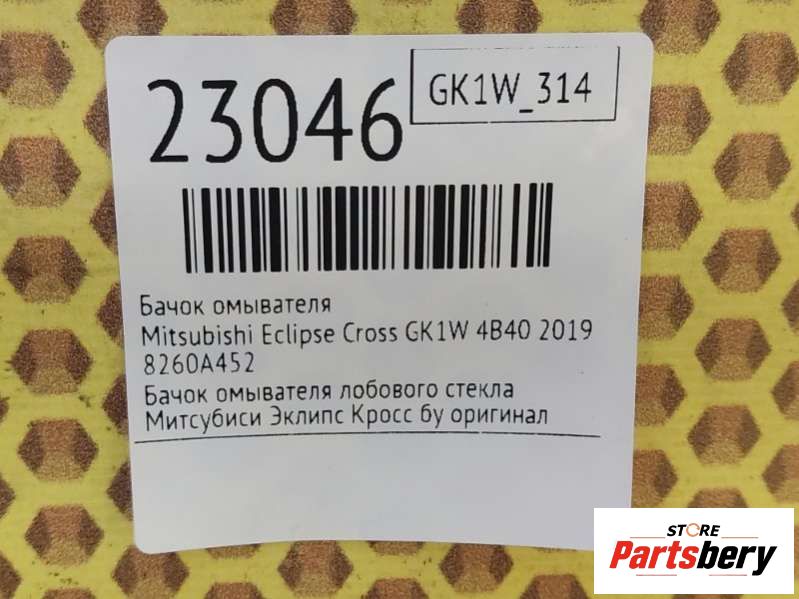 23046
GK1W_314
Бачок омывателя
Mitsubishi Eclipse Cross GK1W 4B40 2019
8260A452
Бачок омывателя лобового стекла
Митсубиси Эклипс Кросс бу оригинал
STORE
Partsbery